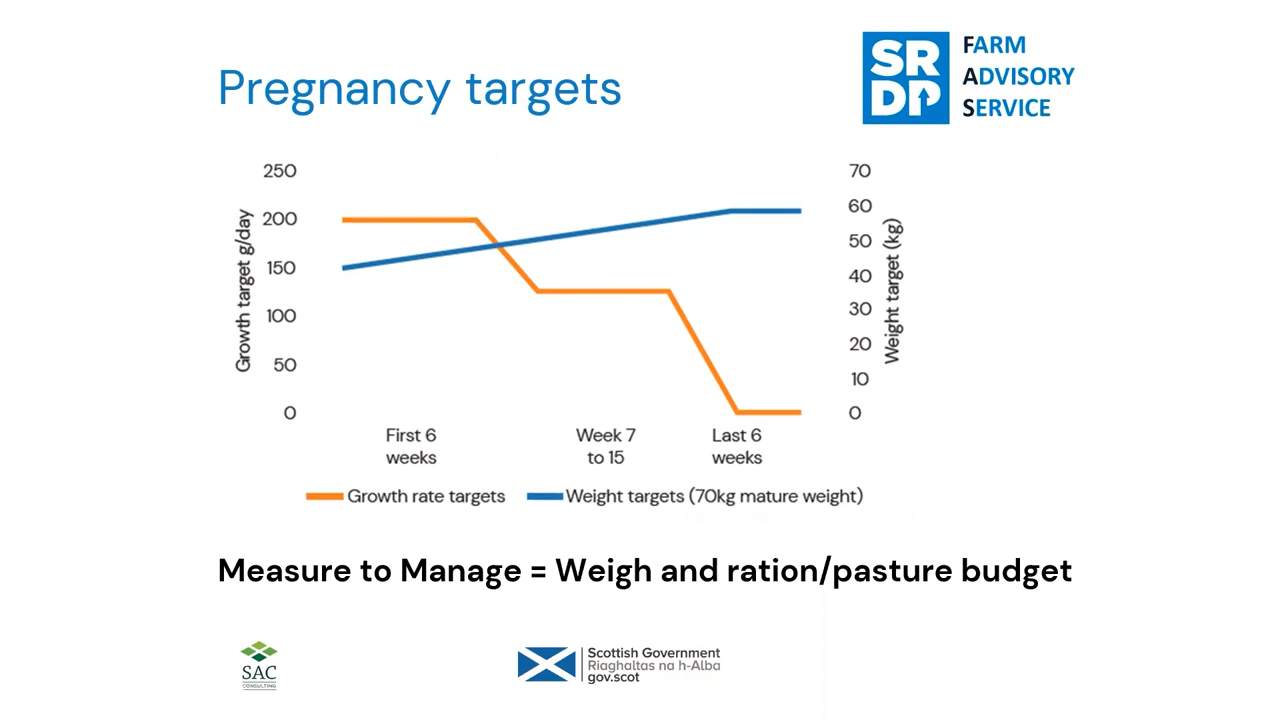 Pregnancy targets
SRDP
FARM
ADVISORY
SERVICE
Growth target g/day
250
200
150
100
50
0
70
60
50
40
30
20
10
0
Weight target (kg)
First 6
weeks
Week 7
to 15
Last 6
weeks
Growth rate targets
Weight targets (70kg mature weight)
Measure to Manage = Weigh and ration/pasture budget
SAC
CONSULTING
Scottish Government
Riaghaltas na h-Alba
gov.scot